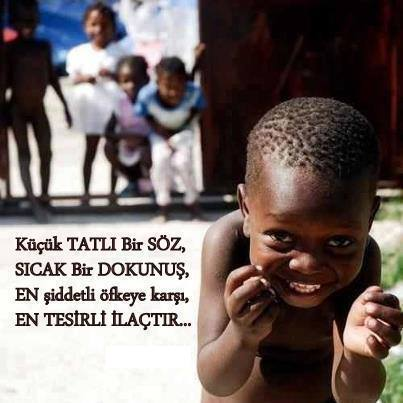 Küçük TATLI Bir SÖZ,
SICAK Bir DOKUNUŞ,
EN şiddetli öfkeye karşı,
EN TESİRLİ İLAÇTIR...